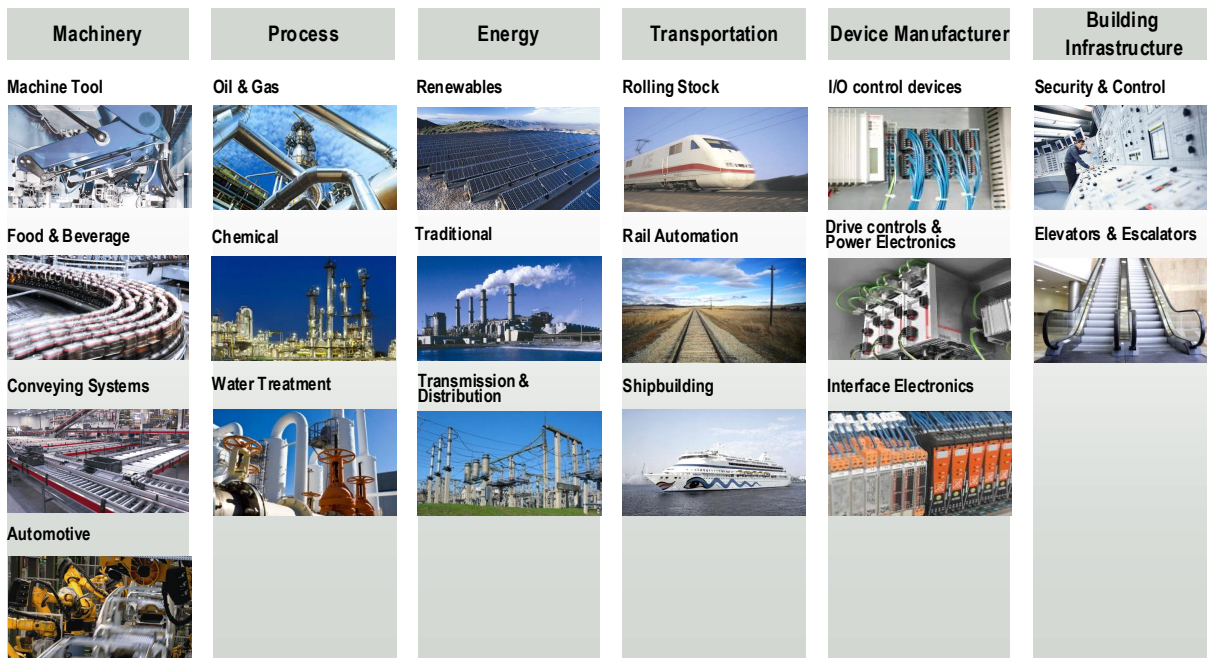 Machinery
Process
Energy
Transportation
Device Manufacturer
Building
Infrastructure
Machine Tool
Oil & Gas
Renewables
Rolling Stock
I/O control devices
Security & Control
Food & Beverage
Chemical
Traditional
Rail Automation
Drive controls &
Power Electronics
Elevators & Escalators
Conveying Systems
Water Treatment
Transmission &
Distribution
Shipbuilding
Interface Electronics
Automotive
ICE